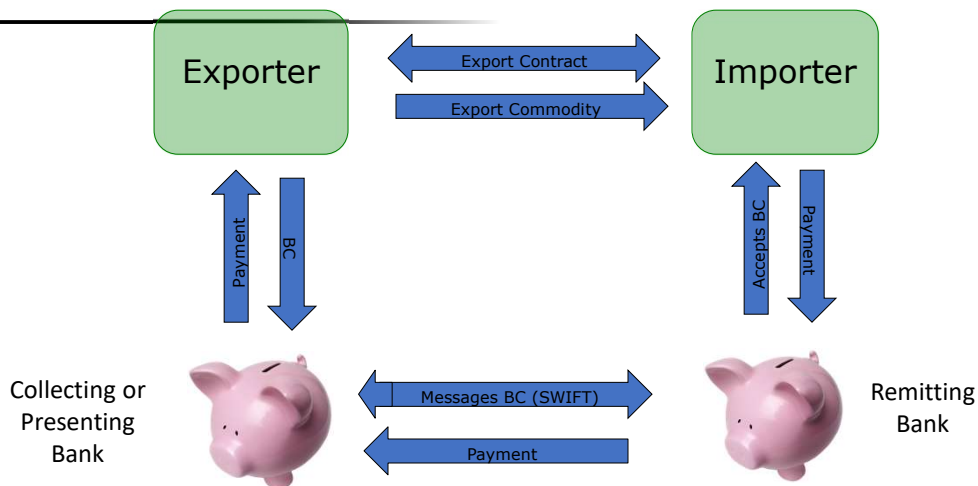 Exporter
Export Contract
Importer
Export Commodity
Payment
BC
Accepts BC
Payment
Collecting or
Presenting
Bank
Messages BC (SWIFT)
Payment
Remitting
Bank